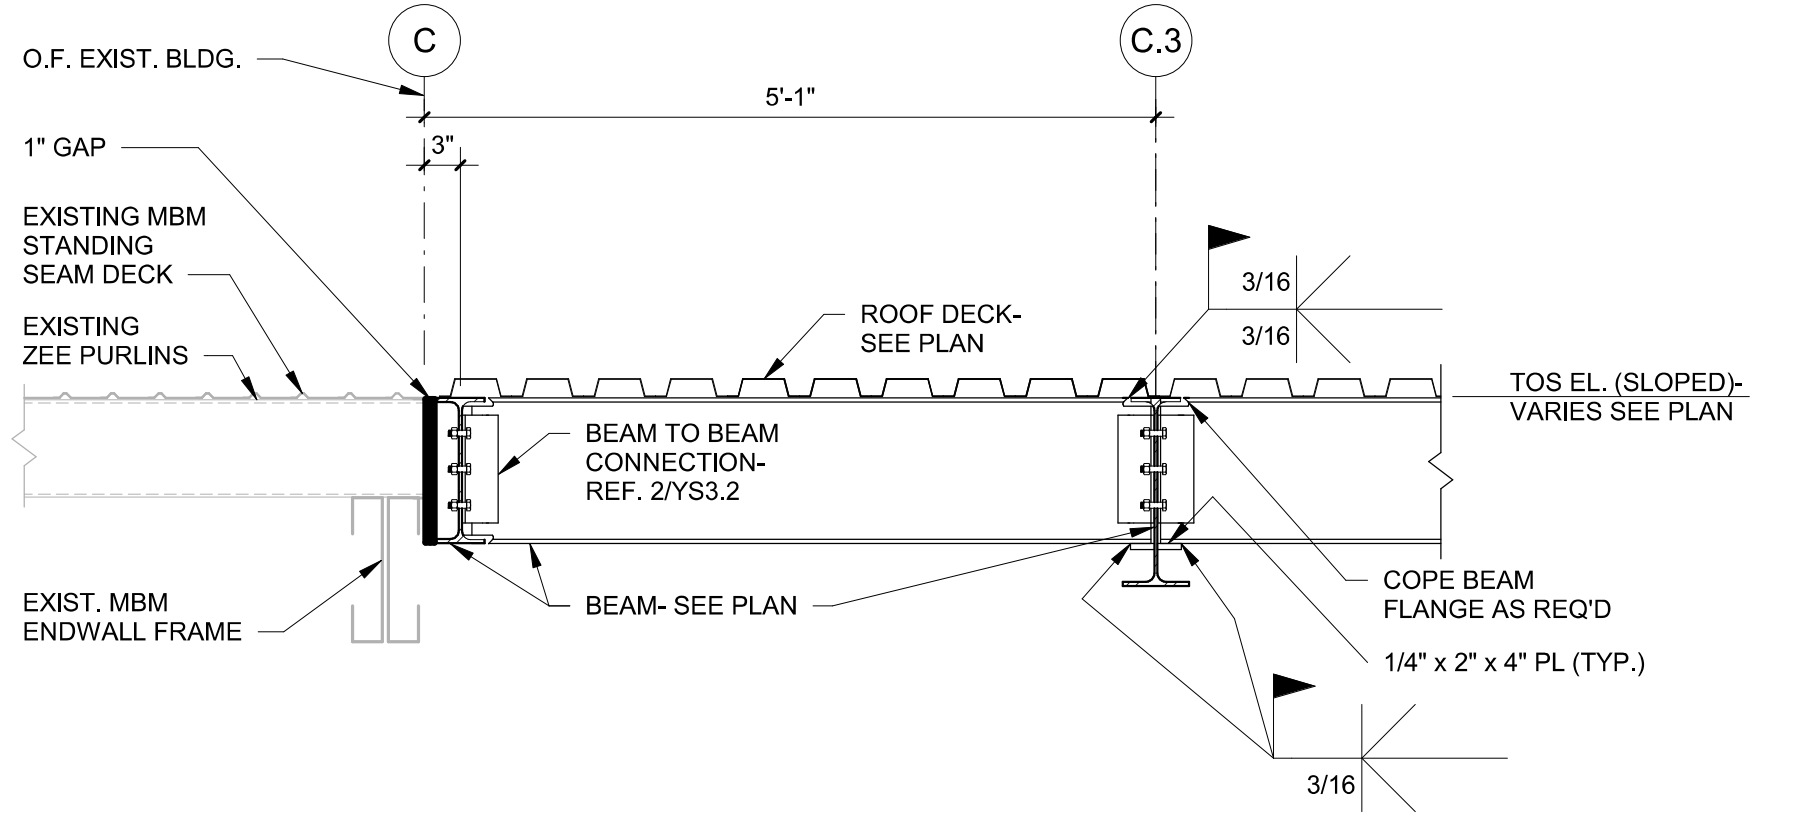 C
C.3
O.F. EXIST. BLDG.
5'-1"
1" GAP
3"
EXISTING MBM
STANDING
SEAM DECK
3/16
3/16
EXISTING
ZEE PURLINS
ROOF DECK-
SEE PLAN
TOS EL. (SLOPED)-
VARIES SEE PLAN
BEAM TO BEAM
CONNECTION-
REF. 2/YS3.2
EXIST. MBM
ENDWALL FRAME
BEAM- SEE PLAN
COPE BEAM
FLANGE AS REQ'D
1/4" x 2" x 4" PL (TYP.)
3/16